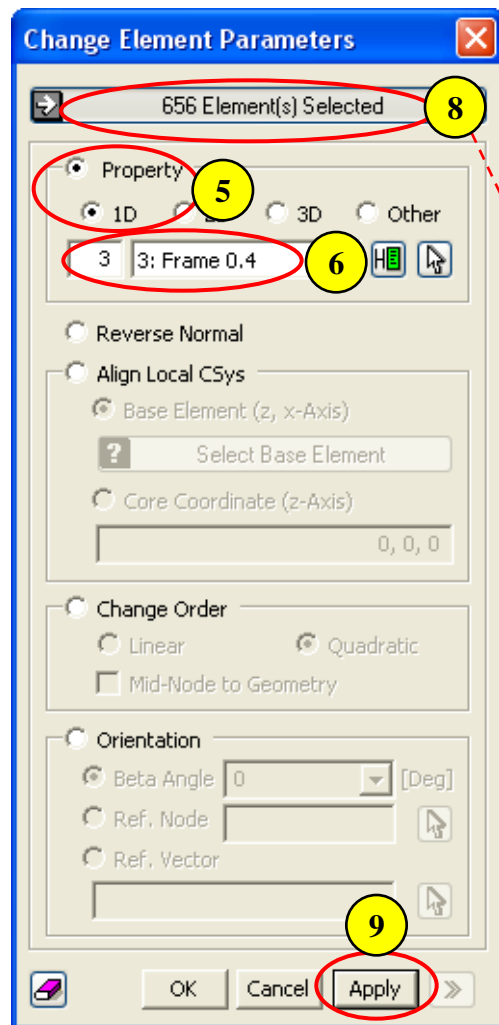 Change Element Parameters
656 Element(s) Selected 8
Property
5
1D 3D Other
3 3: Frame 0.4 6
Reverse Normal
Align Local CSys
Base Element (z, x-Axis)
? Select Base Element
Core Coordinate (z-Axis)
0, 0, 0
Change Order
Linear Quadratic
Mid-Node to Geometry
Orientation
Beta Angle 0 [Deg]
Ref. Node
Ref. Vector
9
OK Cancel Apply